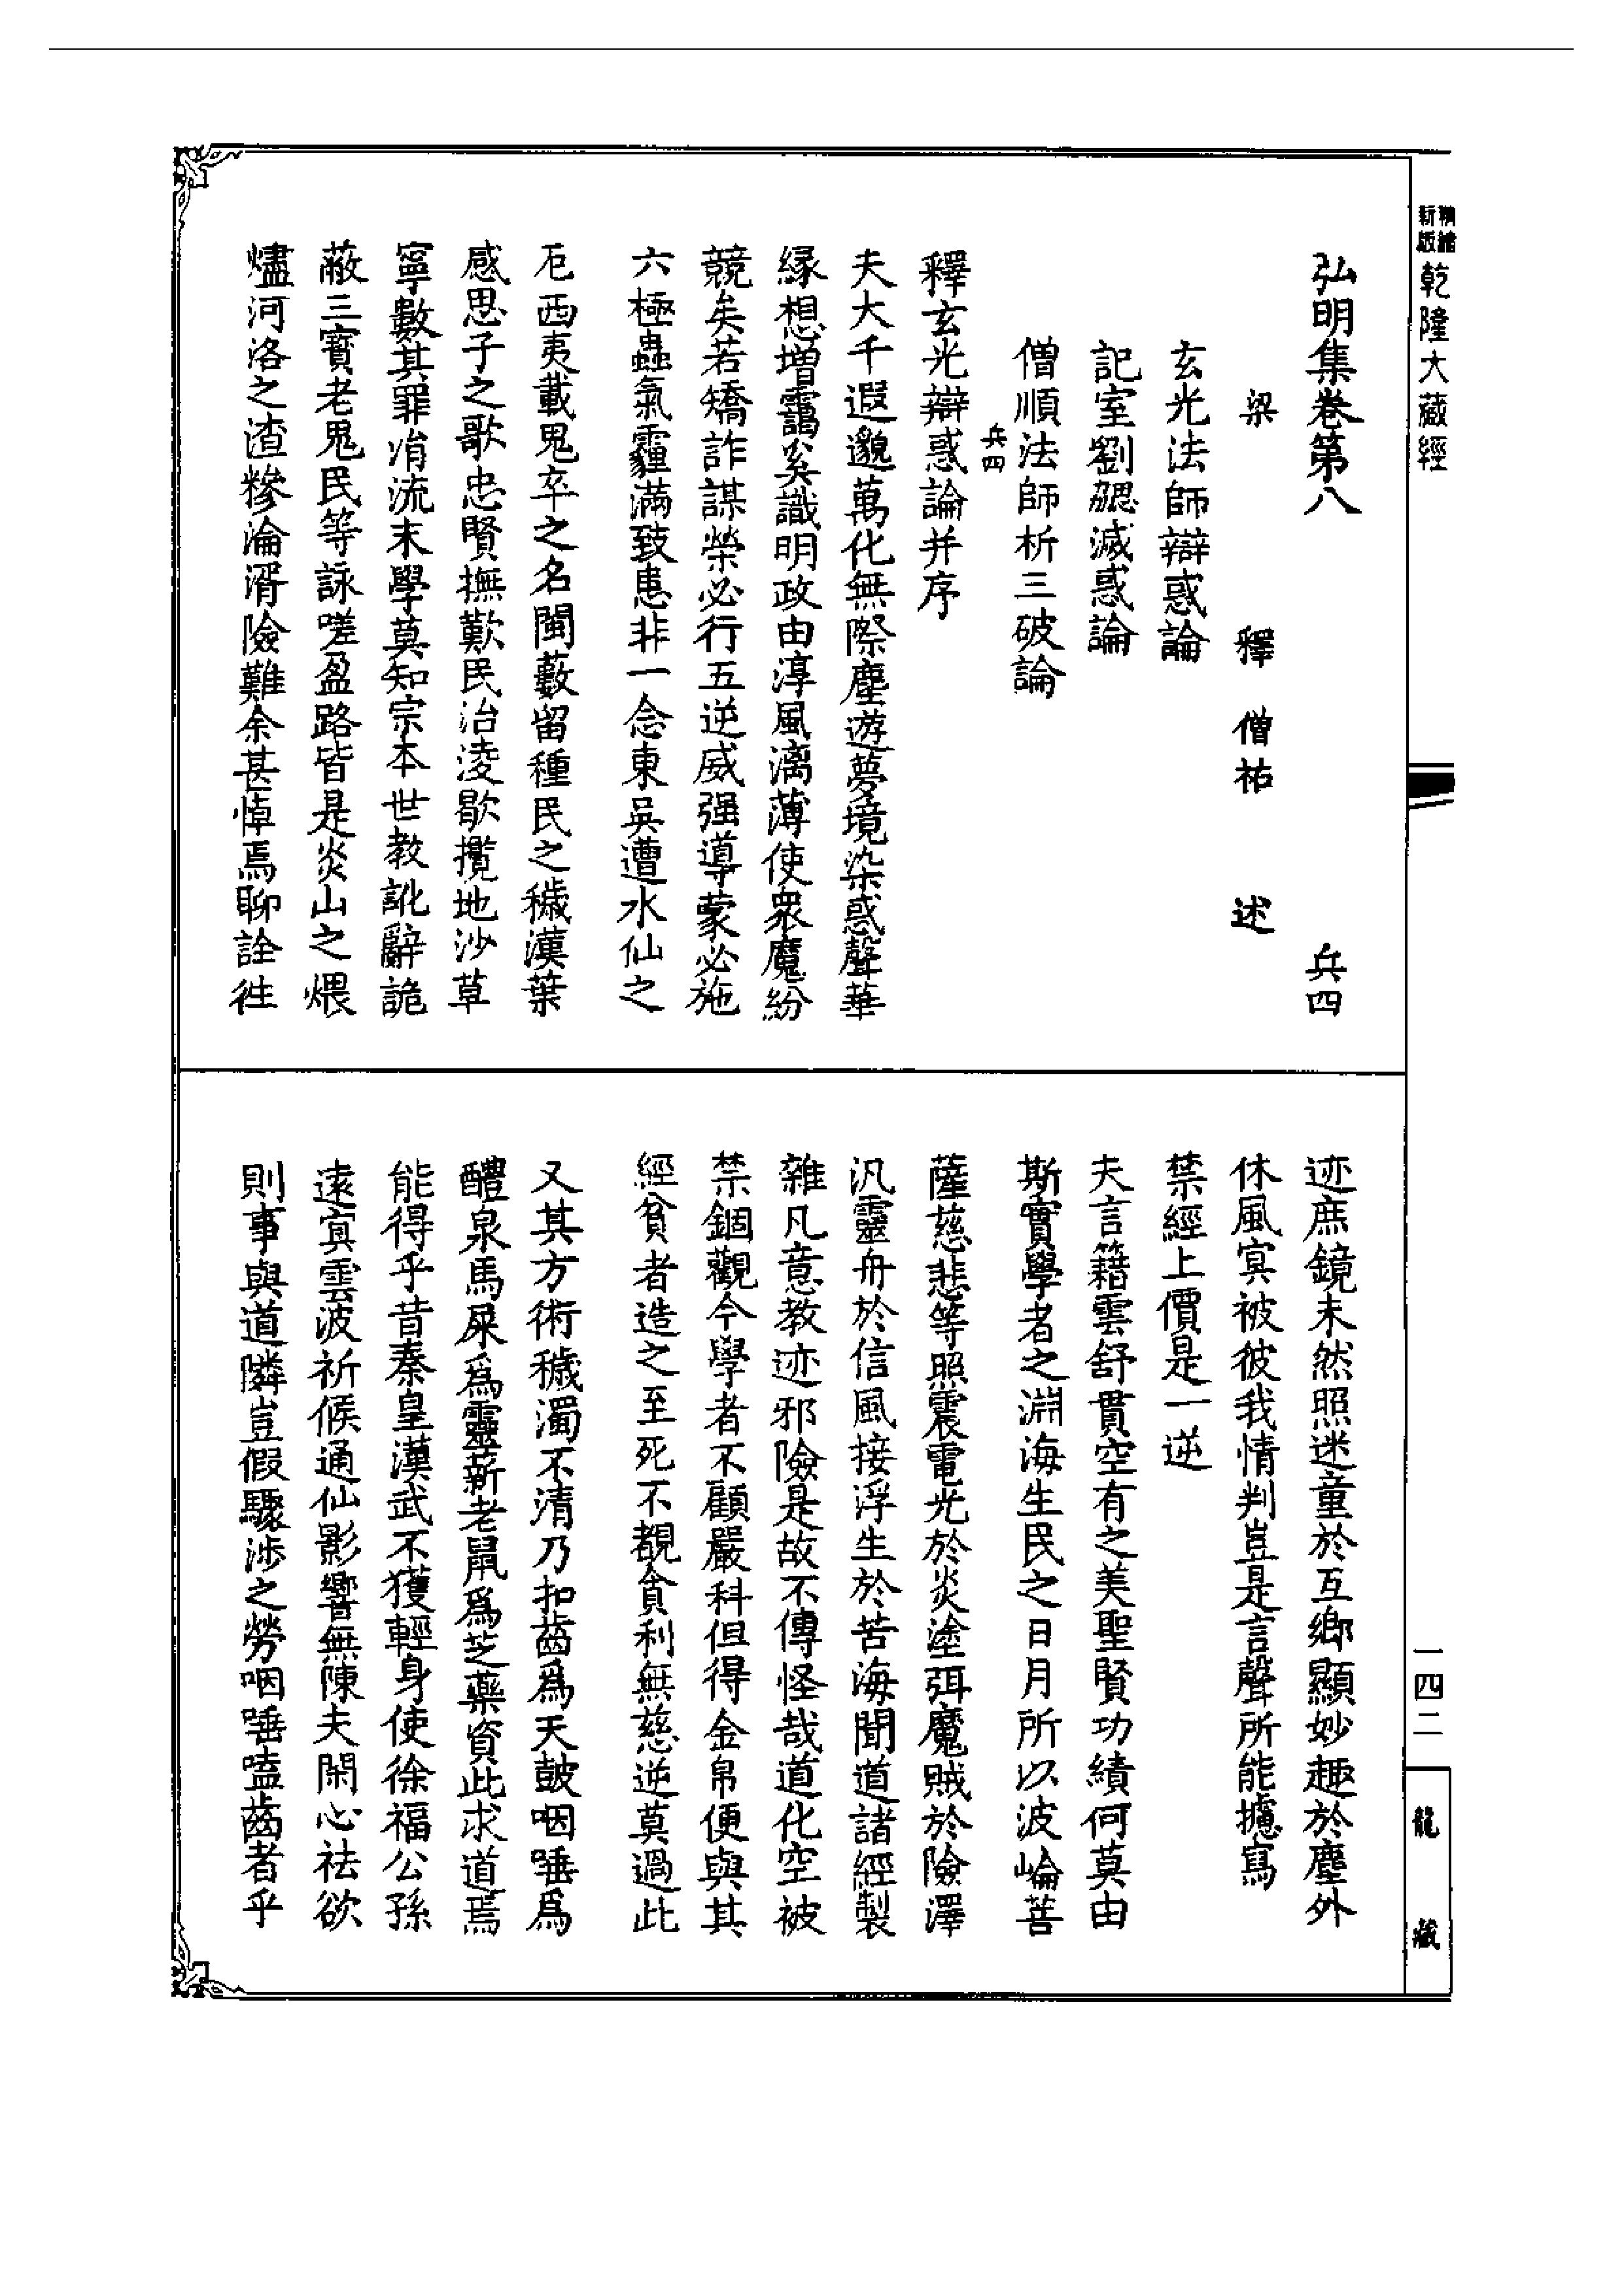 精繕新版 乾隆大藏經
弘明集卷第八 兵四
梁 釋僧祐 述
玄光法師辯惑論
記室劉勰滅惑論
僧順法師析三破論
兵四
釋玄光辯惑論并序
夫大千遐邈萬化無際塵遊夢境染惑聲華
緣想增靄奚識明政由淳風漓薄使衆魔紛
競矣若矯詐謀榮必行五逆威强導蒙必施
六極蟲氣霾滿致患非一念東吳遭水仙之
厄西夷載鬼卒之名閩藪留種民之穢漢葉
感思子之歌忠賢撫歎民治淩歇攬地沙草
寧數其罪涓流末學莫知宗本世教訛辭詭
蔽三寳老鬼民等詠嗟盈路皆是炎山之煨
燼河洛之渣糝淪湑險難余甚悼焉聊詮往
迹庶鏡未然照迷童於互鄉顯妙趣於塵外
休風㝠被彼我情判豈是言聲所能攄寫
禁經上價是一逆
夫言籍雲舒貫空有之美聖賢功績何莫由
斯實學者之淵海生民之日月所以波崘菩
薩慈悲等照震電光於炎塗弭魔賊於險澤
汎靈舟於信風接浮生於苦海聞道諸經製
雜凡意教迹邪險是故不傳怪哉道化空被
禁錮觀今學者不顧嚴科但得金帛便與其
經貧者造之至死不覩貪利無慈逆莫過此
又其方術穢濁不清乃扣齒爲天鼓咽唾爲
醴泉馬屎爲靈薪老鼠爲芝藥資此求道焉
能得乎昔秦皇漢武不獲輕身使徐福公孫
遠㝠雲波祈候通仙影響無陳夫閑心祛欲
則事與道隣豈假驟涉之勞咽唾嗑齒者乎
一四二
龍藏